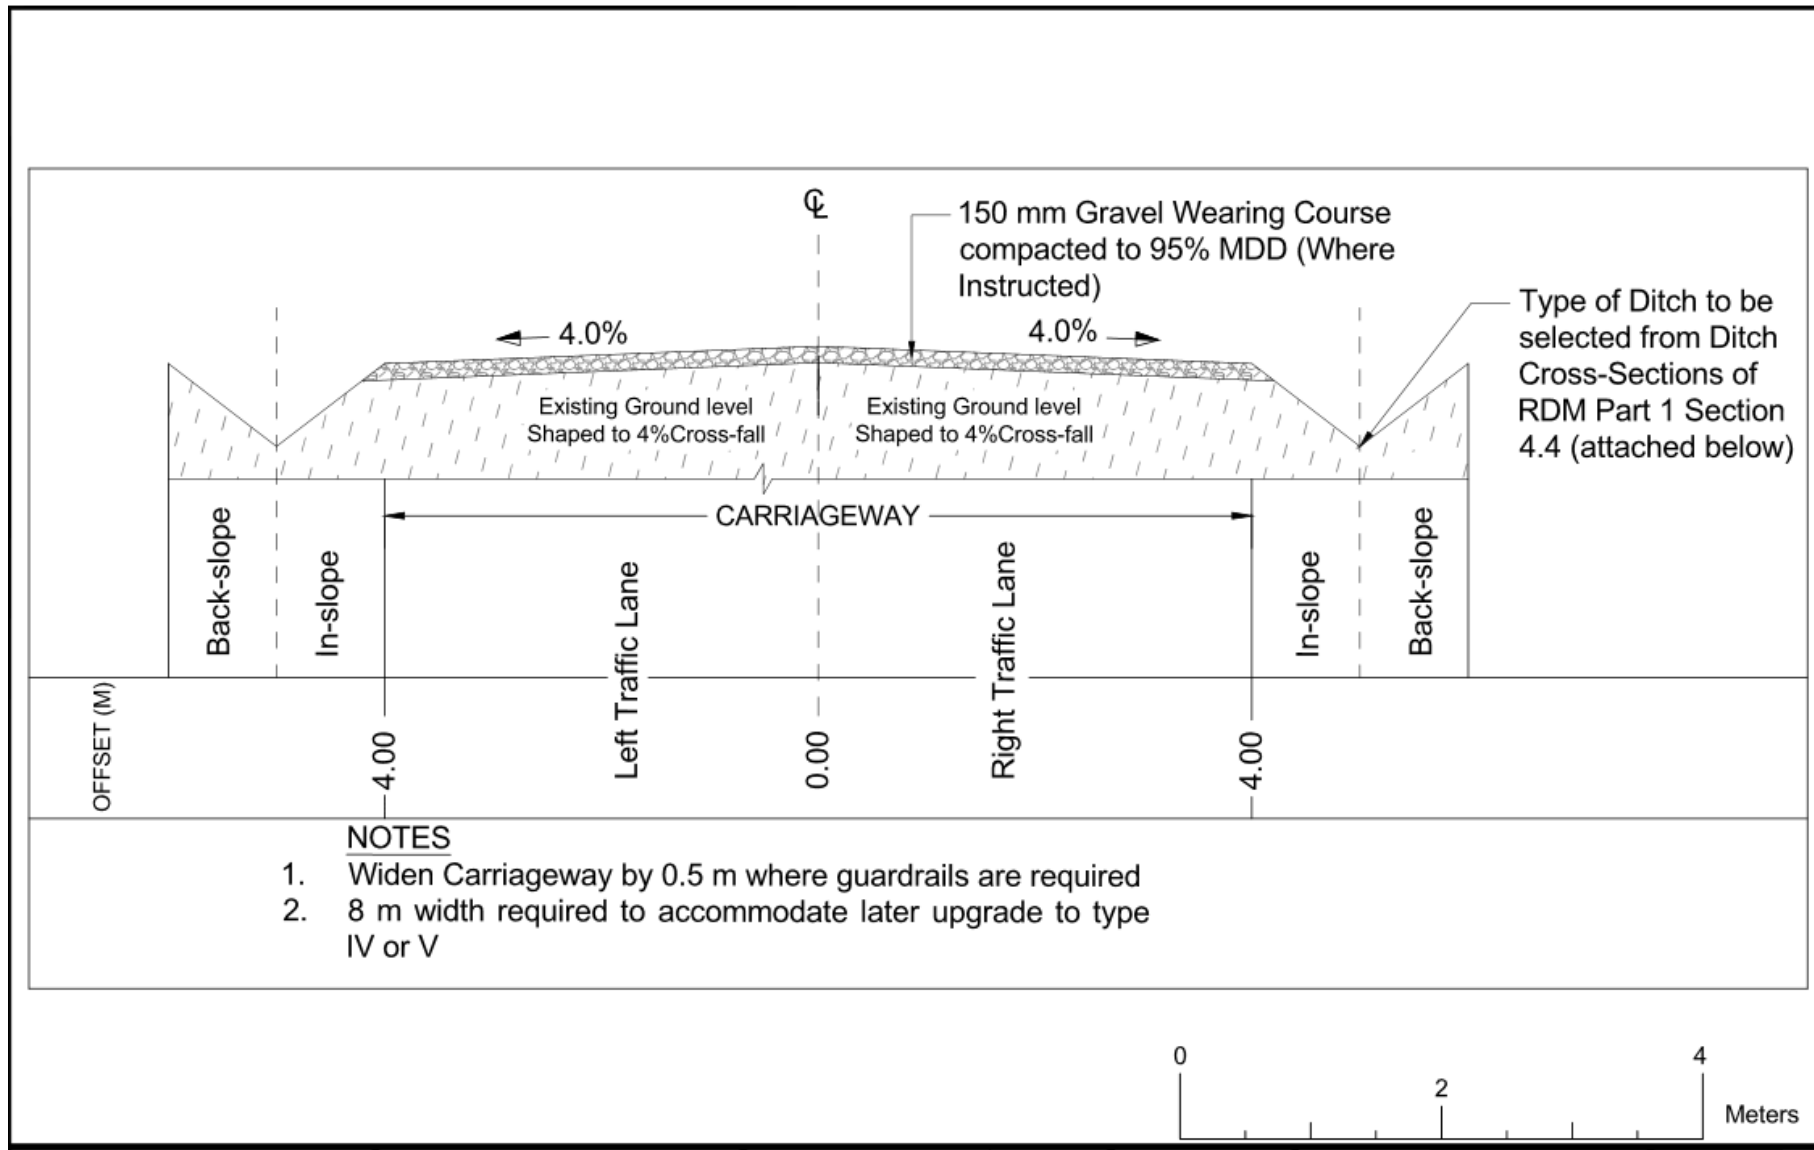 ℄
150 mm Gravel Wearing Course
compacted to 95% MDD (Where
Instructed)
Type of Ditch to be
selected from Ditch
Cross-Sections of
RDM Part 1 Section
4.4 (attached below)
4.0%
4.0%
Existing Ground level
Shaped to 4%Cross-fall
Existing Ground level
Shaped to 4%Cross-fall
CARRIAGEWAY
Back-slope
In-slope
Left Traffic Lane
Right Traffic Lane
In-slope
Back-slope
OFFSET (M)
4.00
0.00
4.00
NOTES
1. Widen Carriageway by 0.5 m where guardrails are required
2. 8 m width required to accommodate later upgrade to type
IV or V
0
2
4
Meters